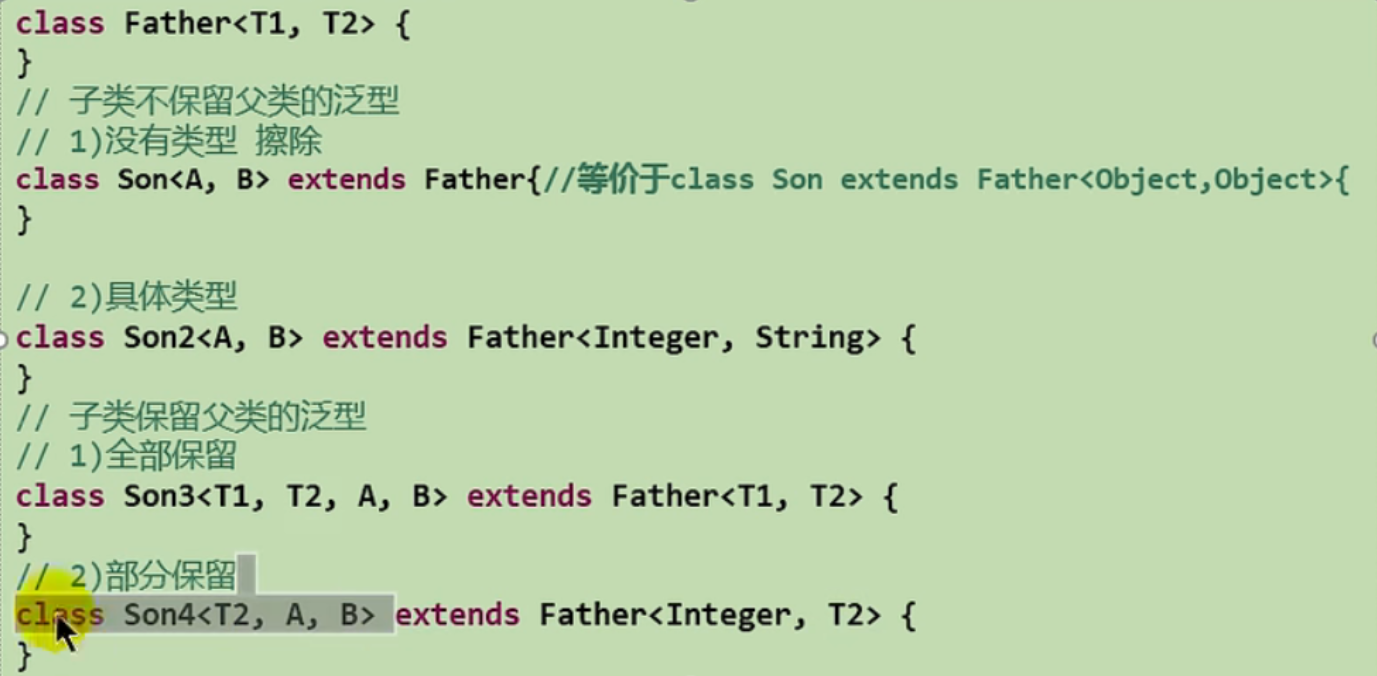 class Father<T1, T2> {
}
// 子类不保留父类的泛型
// 1)没有类型 擦除
class Son<A, B> extends Father{//等价于class Son extends Father<Object,Object>{
}
// 2)具体类型
class Son2<A, B> extends Father<Integer, String> {
}
// 子类保留父类的泛型
// 1)全部保留
class Son3<T1, T2, A, B> extends Father<T1, T2> {
}
// 2)部分保留
class Son4<T2, A, B> extends Father<Integer, T2> {
}